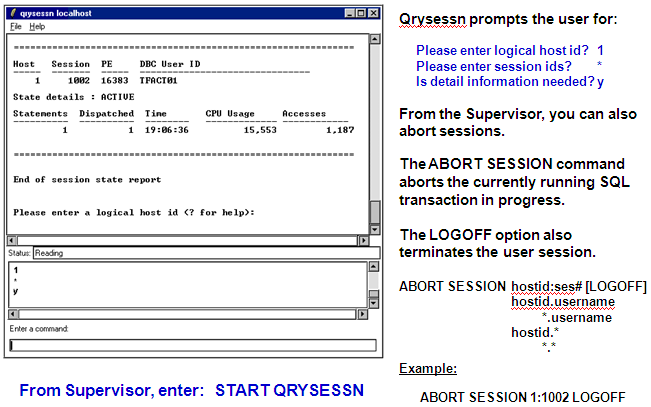 qrysessn localhost
File Help
Host Session PE DBC User ID
1 1002 16383 TFACT01
State details : ACTIVE
Statements Dispatched Time CPU Usage Accesses
1 1 19:06:36 15,553 1,187
End of session state report
Please enter a logical host id (? for help):
Status: Reading
1
*
y
Enter a command:
From Supervisor, enter: START QRYSESSN
Qrysessn prompts the user for:
Please enter logical host id? 1
Please enter session ids? *
Is detail information needed? y
From the Supervisor, you can also
abort sessions.
The ABORT SESSION command
aborts the currently running SQL
transaction in progress.
The LOGOFF option also
terminates the user session.
ABORT SESSION hostid:ses# [LOGOFF]
hostid.username
*.username
hostid.*
*.*
Example:
ABORT SESSION 1:1002 LOGOFF